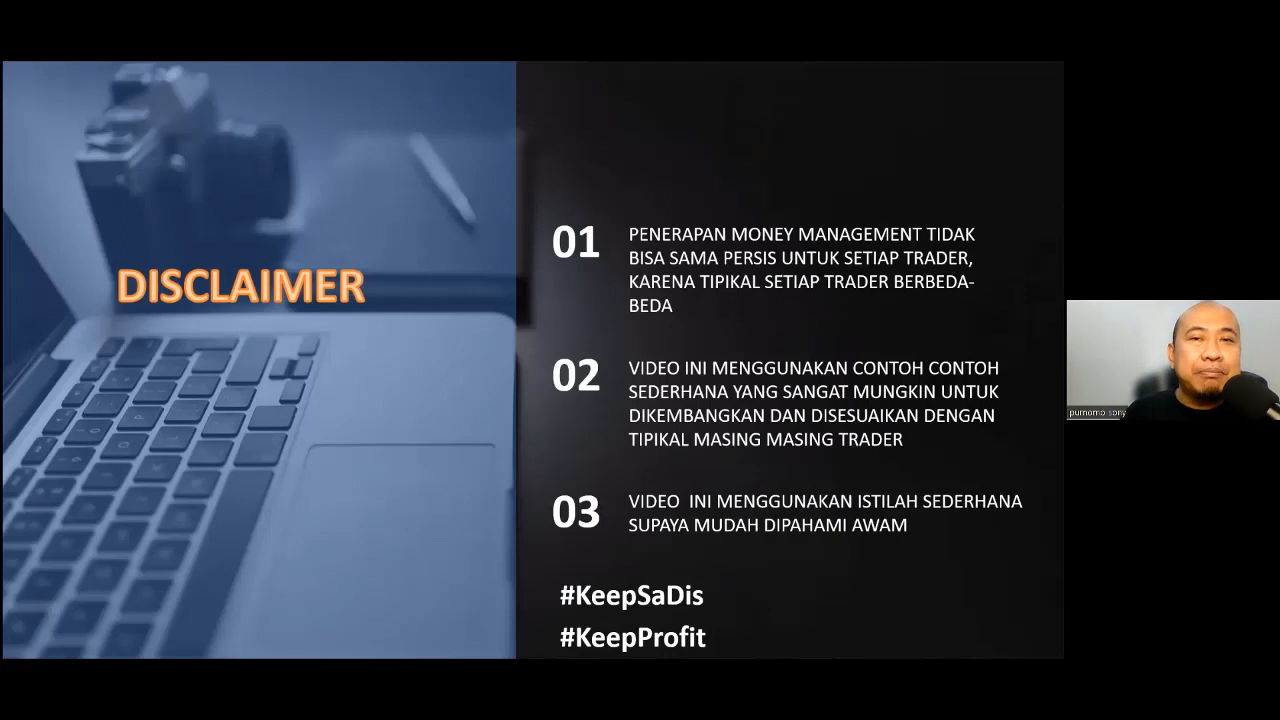 DISCLAIMER
01
PENERAPAN MONEY MANAGEMENT TIDAK
BISA SAMA PERSIS UNTUK SETIAP TRADER,
KARENA TIPIKAL SETIAP TRADER BERBEDA-
BEDA
02
VIDEO INI MENGGUNAKAN CONTOH CONTOH
SEDERHANA YANG SANGAT MUNGKIN UNTUK
DIKEMBANGKAN DAN DISESUAIKAN DENGAN
TIPIKAL MASING MASING TRADER
03
VIDEO INI MENGGUNAKAN ISTILAH SEDERHANA
SUPAYA MUDAH DIPAHAMI AWAM
#KeepSaDis
#KeepProfit
purnomo sony